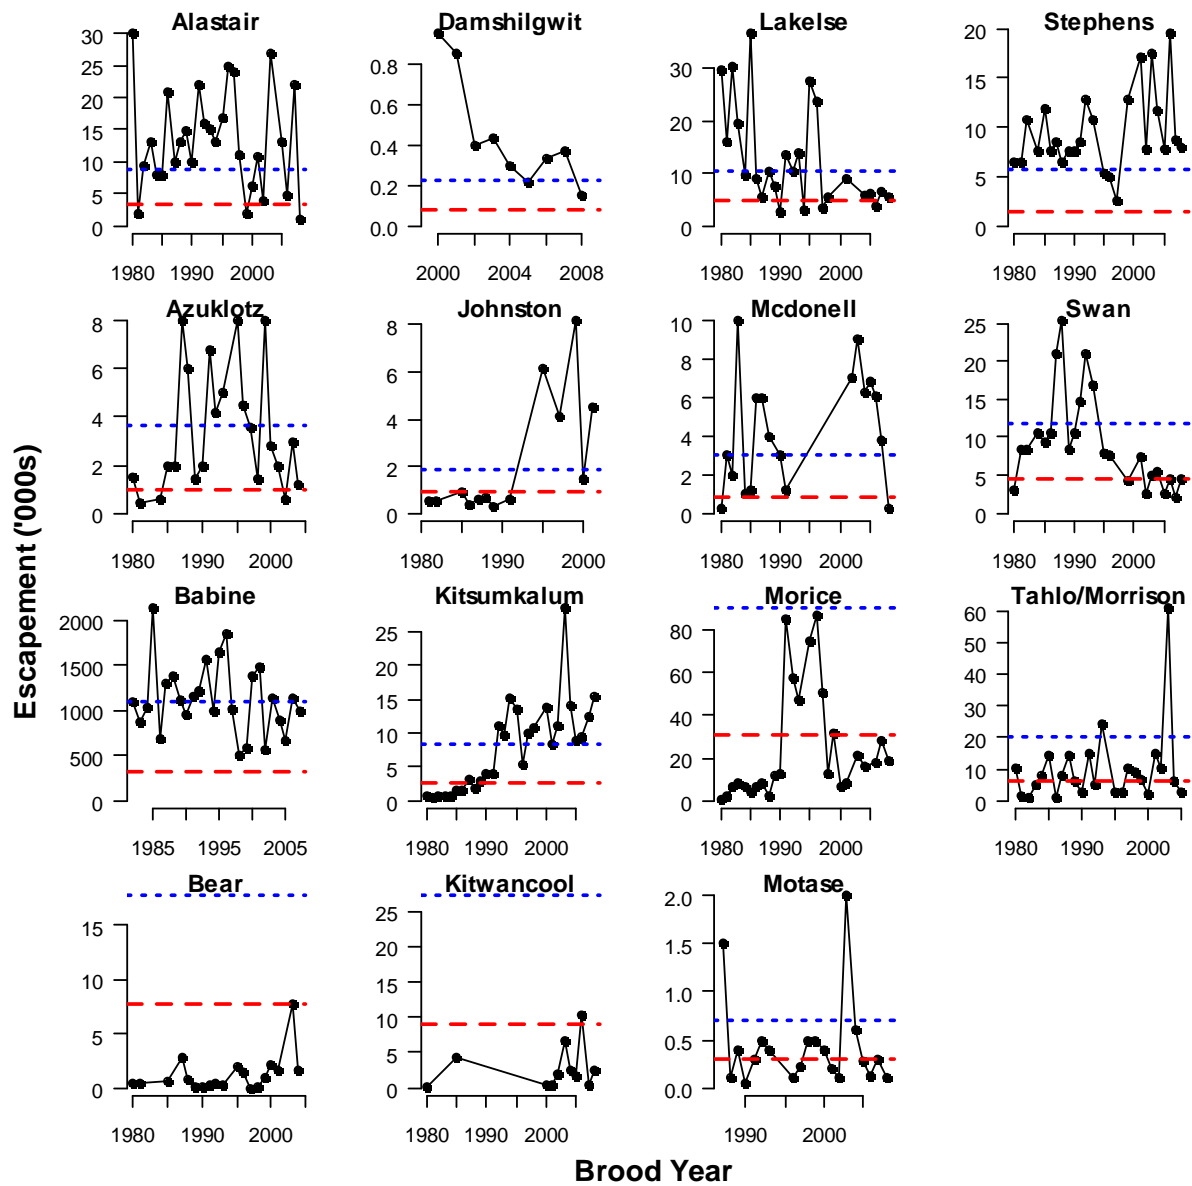 Alastair
30
25
20
15
10
5
0
1980 1990 2000
Damshilgwit
0.8
0.6
0.4
0.2
0.0
2000 2004 2008
Lakelse
30
20
10
0
1980 1990 2000
Stephens
20
15
10
5
0
1980 1990 2000
Azuklotz
8
6
4
2
0
1980 1990 2000
Johnston
8
6
4
2
0
1980 1990 2000
Mcdonell
10
8
6
4
2
0
1980 1990 2000
Swan
25
20
15
10
5
0
1980 1990 2000
Babine
2000
1500
1000
500
0
1985 1995 2005
Kitsumkalum
25
20
15
10
5
0
1980 1990 2000
Morice
80
60
40
20
0
1980 1990 2000
Tahlo/Morrison
60
50
40
30
20
10
0
1980 1990 2000
Bear
15
10
5
0
1980 1990 2000
Kitwancool
25
20
15
10
5
0
1980 1990 2000
Motase
2.0
1.5
1.0
0.5
0.0
1990 2000
Escapement ('000s)
Brood Year